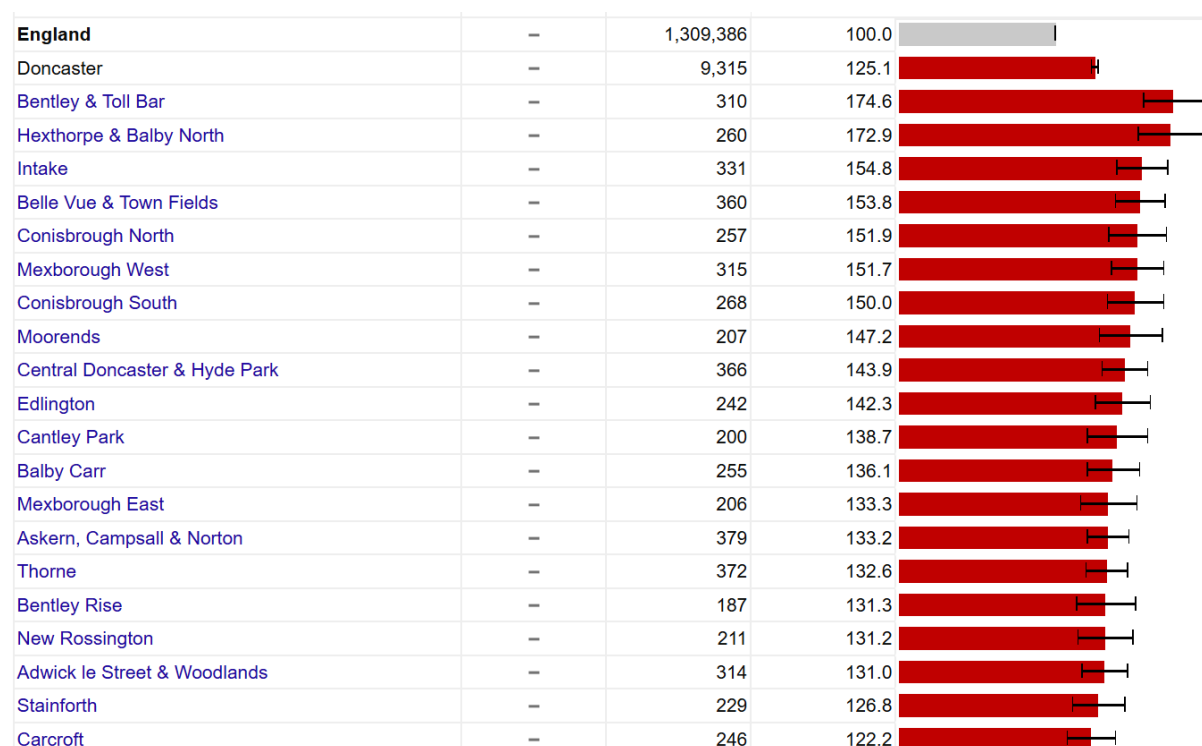 England – 1,309,386 100.0
Doncaster – 9,315 125.1
Bentley & Toll Bar – 310 174.6
Hexthorpe & Balby North – 260 172.9
Intake – 331 154.8
Belle Vue & Town Fields – 360 153.8
Conisbrough North – 257 151.9
Mexborough West – 315 151.7
Conisbrough South – 268 150.0
Moorends – 207 147.2
Central Doncaster & Hyde Park – 366 143.9
Edlington – 242 142.3
Cantley Park – 200 138.7
Balby Carr – 255 136.1
Mexborough East – 206 133.3
Askern, Campsall & Norton – 379 133.2
Thorne – 372 132.6
Bentley Rise – 187 131.3
New Rossington – 211 131.2
Adwick le Street & Woodlands – 314 131.0
Stainforth – 229 126.8
Carcroft – 246 122.2